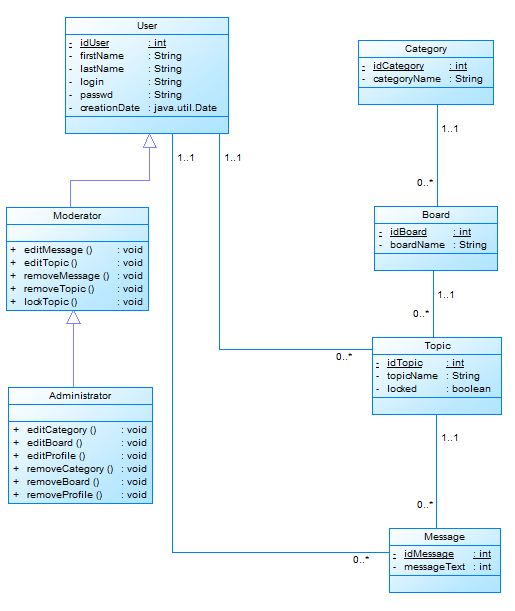 User
- idUser : int
- firstName : String
- lastName : String
- login : String
- passwd : String
- creationDate : java.util.Date
Category
- idCategory : int
- categoryName : String
1..1
1..1
1..1
0..*
Moderator
+ editMessage () : void
+ editTopic () : void
+ removeMessage () : void
+ removeTopic () : void
+ lockTopic () : void
Board
- idBoard : int
- boardName : String
1..1
0..*
0..*
Topic
- idTopic : int
- topicName : String
- locked : boolean
Administrator
+ editCategory () : void
+ editBoard () : void
+ editProfile () : void
+ removeCategory () : void
+ removeBoard () : void
+ removeProfile () : void
1..1
0..*
0..*
Message
- idMessage : int
- messageText : int